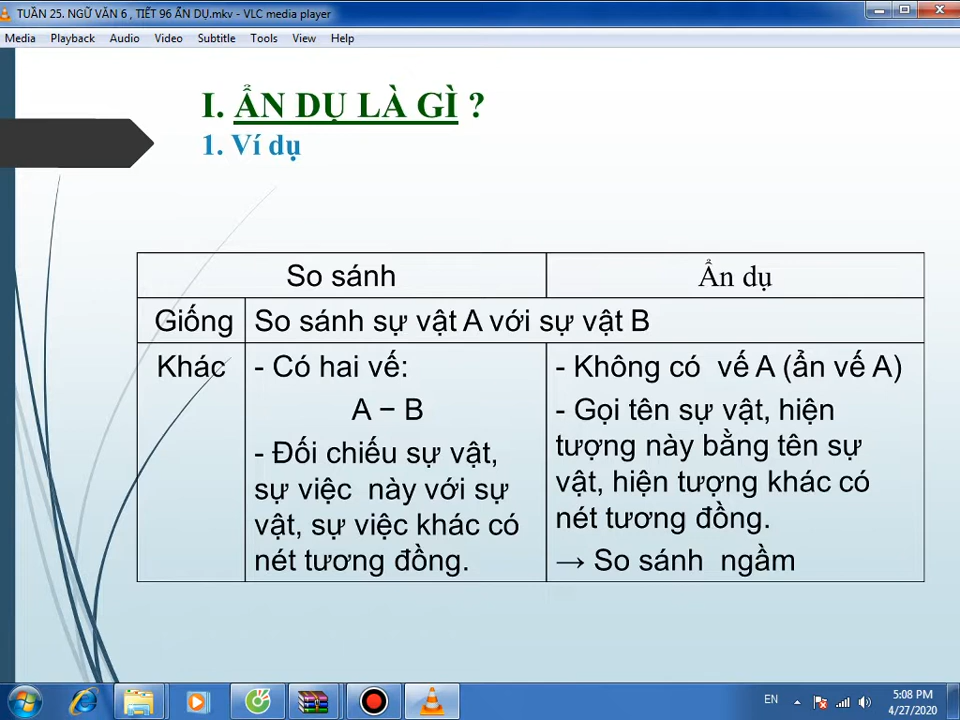 TUẦN 25. NGỮ VĂN 6 , TIẾT 96 ẨN DỤ.mkv - VLC media player
Media Playback Audio Video Subtitle Tools View Help
I. ẨN DỤ LÀ GÌ ?
1. Ví dụ
So sánh
Ẩn dụ
Giống
So sánh sự vật A với sự vật B
Khác
- Có hai vế:
A − B
- Đối chiếu sự vật,
sự việc này với sự
vật, sự việc khác có
nét tương đồng.
- Không có vế A (ẩn vế A)
- Gọi tên sự vật, hiện
tượng này bằng tên sự
vật, hiện tượng khác có
nét tương đồng.
→ So sánh ngầm
EN
5:08 PM
4/27/2020